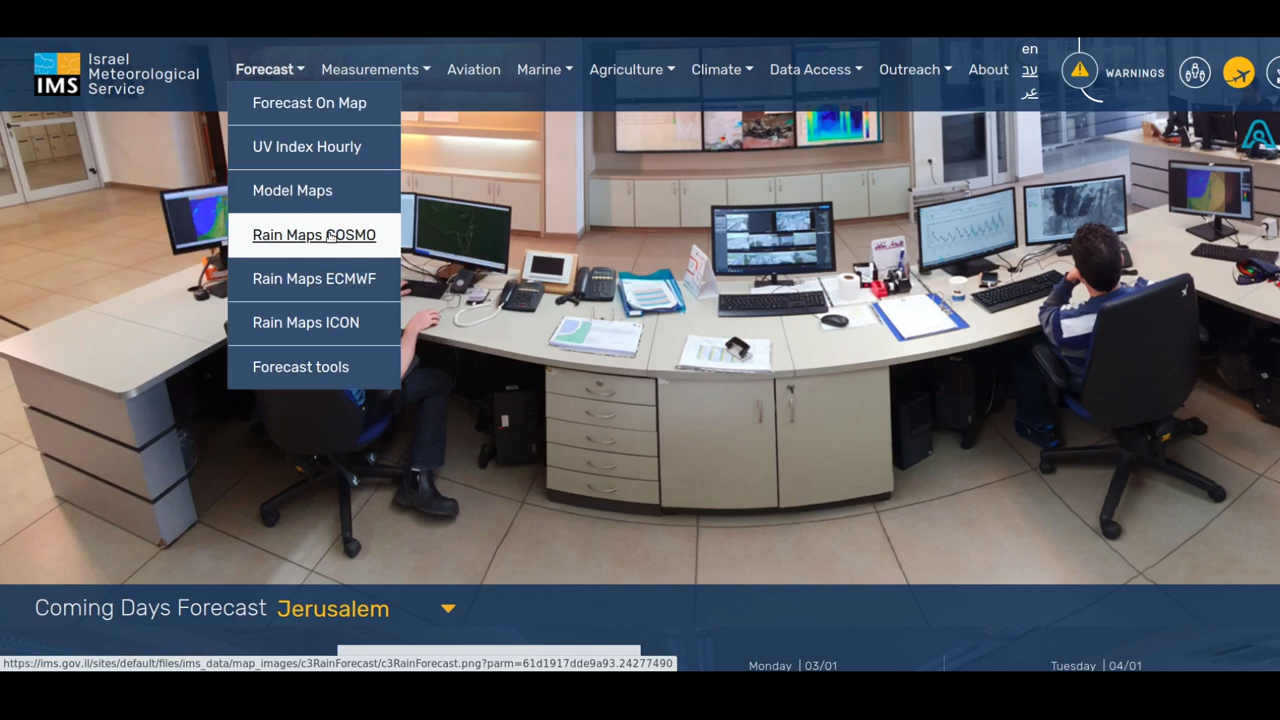 Israel
Meteorological
Service
IMS
Forecast
Measurements
Aviation
Marine
Agriculture
Climate
Data Access
Outreach
About
en
עב
عر
WARNINGS
Forecast On Map
UV Index Hourly
Model Maps
Rain Maps COSMO
Rain Maps ECMWF
Rain Maps ICON
Forecast tools
Coming Days Forecast Jerusalem
https://ims.gov.il/sites/default/files/ims_data/map_images/c3RainForecast/c3RainForecast.png?parm=61d1917dde9a93.24277490
Monday | 03/01
Tuesday | 04/01